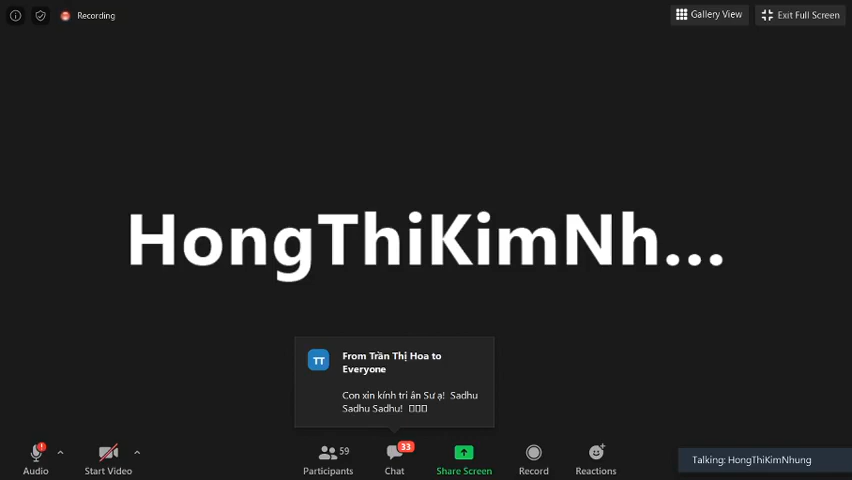 Recording
Gallery View
Exit Full Screen
HongThiKimNh...
TT
From Trần Thị Hoa to
Everyone
Con xin kính tri ân Sư ạ! Sadhu
Sadhu Sadhu! 
59
33
Audio
Start Video
Participants
Chat
Share Screen
Record
Reactions
Talking: HongThiKimNhung